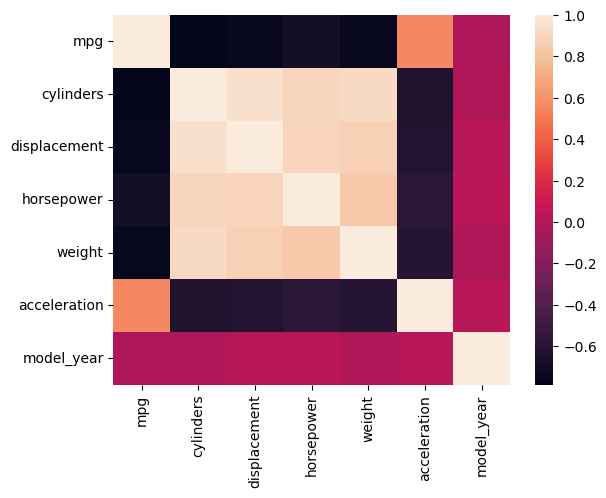 mpg
cylinders
displacement
horsepower
weight
acceleration
model_year
mpg
cylinders
displacement
horsepower
weight
acceleration
model_year
1.0
0.8
0.6
0.4
0.2
0.0
−0.2
−0.4
−0.6